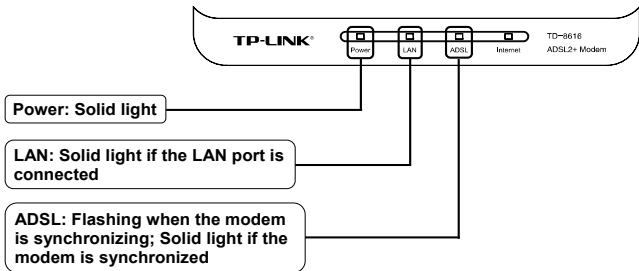 TP-LINK®
Power
LAN
ADSL
Internet
TD-8616
ADSL2+ Modem
Power: Solid light
LAN: Solid light if the LAN port is
connected
ADSL: Flashing when the modem
is synchronizing; Solid light if the
modem is synchronized